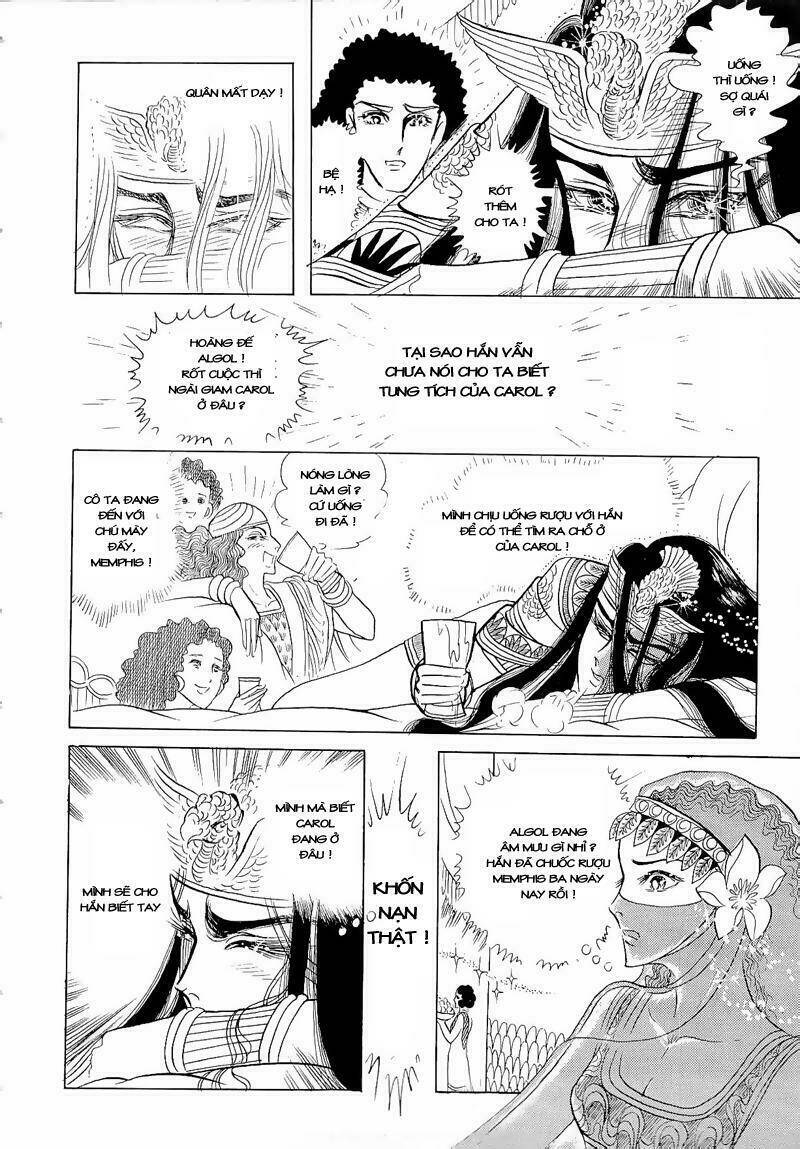 UỐNG
THÌ UỐNG !
SỢ QUÁI
GÌ ?
RÓT
THÊM
CHO TA !
BỆ
HẠ !
QUÂN MẤT DẠY !
HOÀNG ĐẾ
ALGOL !
RỐT CUỘC THÌ
NGÀI GIAM CAROL
Ở ĐÂU ?
TẠI SAO HẮN VẪN
CHƯA NÓI CHO TA BIẾT
TUNG TÍCH CỦA CAROL ?
CÔ TA ĐANG
ĐẾN VỚI
CHÚ MÀY
ĐẤY,
MEMPHIS !
NÓNG LÒNG
LÀM GÌ ?
CỨ UỐNG
ĐI ĐÃ !
MÌNH CHỊU UỐNG RƯỢU VỚI HẮN
ĐỂ CÓ THỂ TÌM RA CHỖ Ở
CỦA CAROL !
MÌNH MÀ BIẾT
CAROL
ĐANG Ở
ĐÂU !
MÌNH SẼ CHO
HẮN BIẾT TAY
KHỐN
NẠN
THẬT !
ALGOL ĐANG
ÂM MƯU GÌ NHỈ ?
HẮN ĐÃ CHUỐC RƯỢU
MEMPHIS BA NGÀY
NAY RỒI !